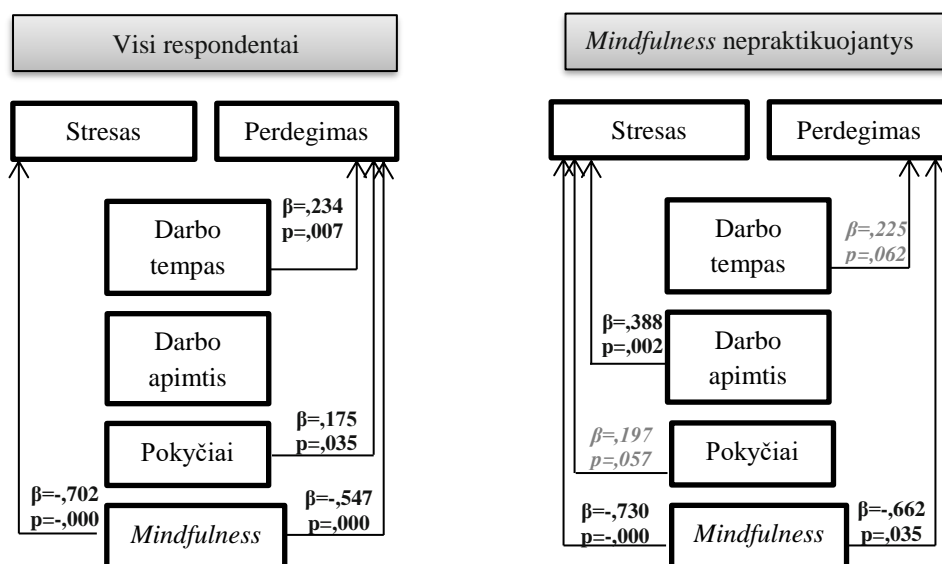 Visi respondentai
Stresas
Perdegimas
Darbo
tempas
β=,234
p=,007
Darbo
apimtis
Pokyčiai
β=,175
p=,035
β=-,702
p=-,000
Mindfulness
β=-,547
p=,000
Mindfulness nepraktikuojantys
Stresas
Perdegimas
Darbo
tempas
β=,225
p=,062
β=,388
p=,002
Darbo
apimtis
β=,197
p=,057
Pokyčiai
β=-,730
p=-,000
Mindfulness
β=-,662
p=,035